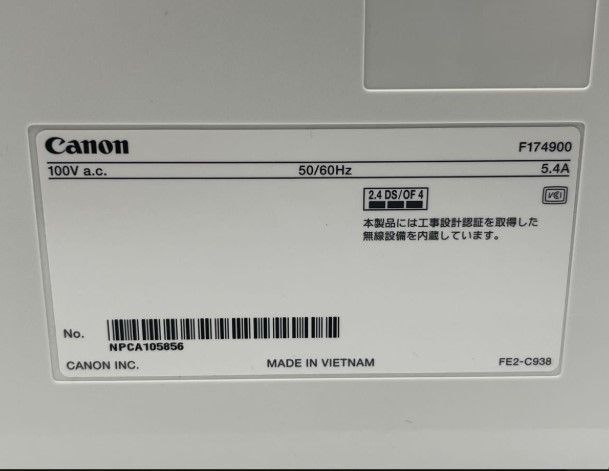 Canon F174900
100V a.c. 50/60Hz 5.4A
2.4 DS/OF 4
VCI
本製品には工事設計認証を取得した
無線設備を内蔵しています。
No.
NPCA105856
CANON INC. MADE IN VIETNAM FE2-C938